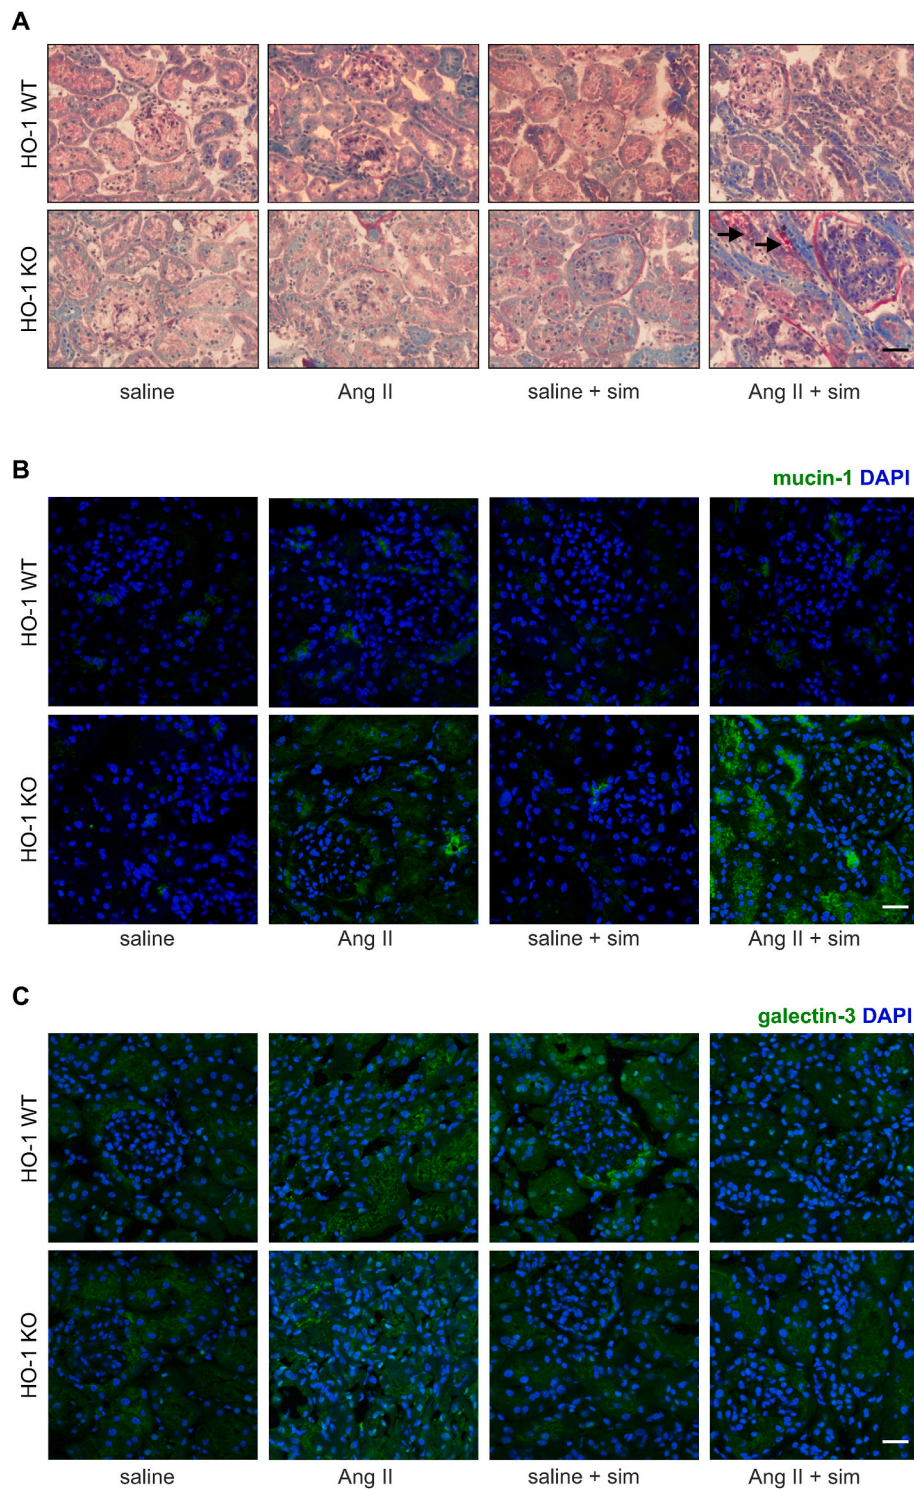 A
HO-1 WT
HO-1 KO
saline
Ang II
saline + sim
Ang II + sim
B
mucin-1 DAPI
HO-1 WT
HO-1 KO
saline
Ang II
saline + sim
Ang II + sim
C
galectin-3 DAPI
HO-1 WT
HO-1 KO
saline
Ang II
saline + sim
Ang II + sim